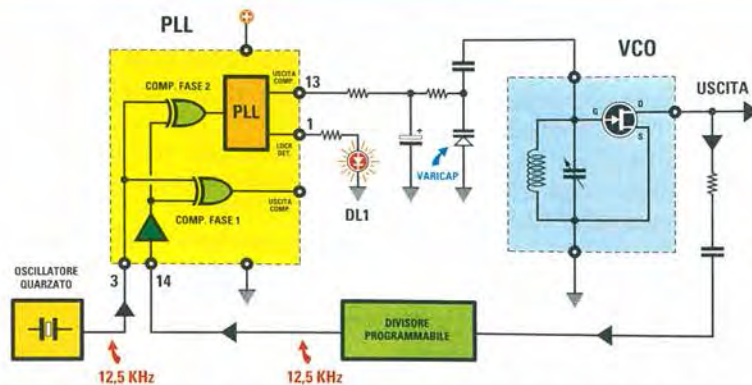 PLL
VCO
COMP. FASE 2
PLL
USCITA
COMP.
13
1
LOCK
DET.
USCITA
COMP.
COMP. FASE 1
DL1
VARICAP
+
+
G
D
S
USCITA
OSCILLATORE
QUARZATO
3
14
12,5 KHz
12,5 KHz
DIVISORE
PROGRAMMABILE